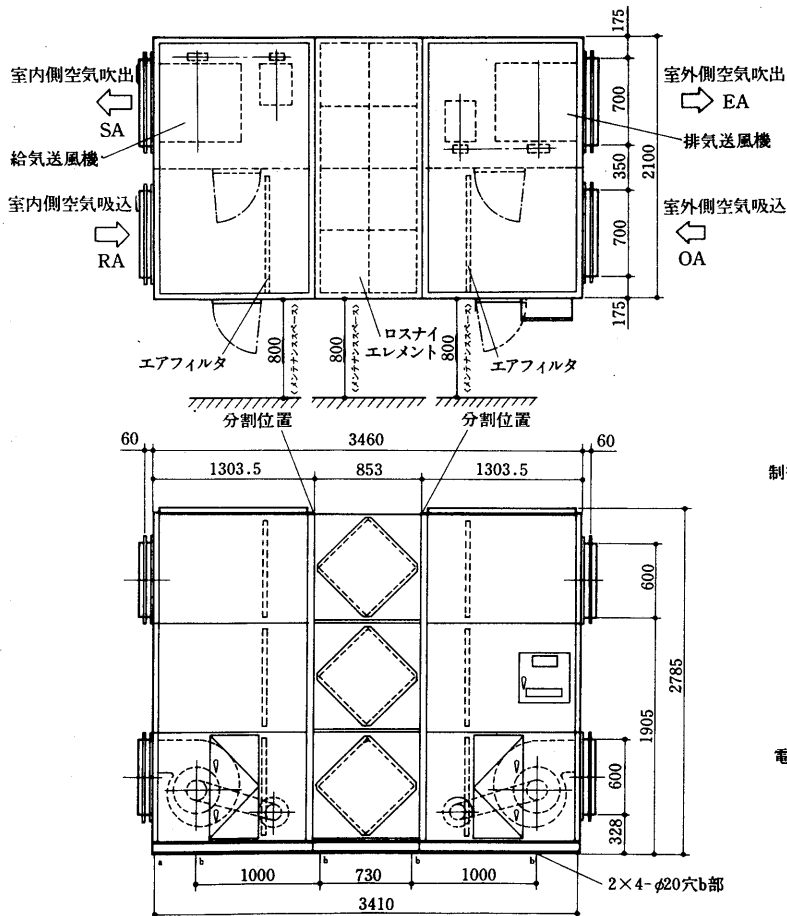 175
室内側空気吹出
SA
給気送風機
室内側空気吸込
RA
室外側空気吹出
EA
排気送風機
室外側空気吸込
OA
700
350
2100
700
175
エアフィルタ
800
〈メンテナンススペース〉
800
〈メンテナンススペース〉
ロスナイ
エレメント
800
〈メンテナンススペース〉
エアフィルタ
分割位置
分割位置
60
3460
60
1303.5
853
1303.5
制
600
2785
1905
電
600
328
a
b
b
b
b
1000
730
1000
2×4-φ20穴b部
3410